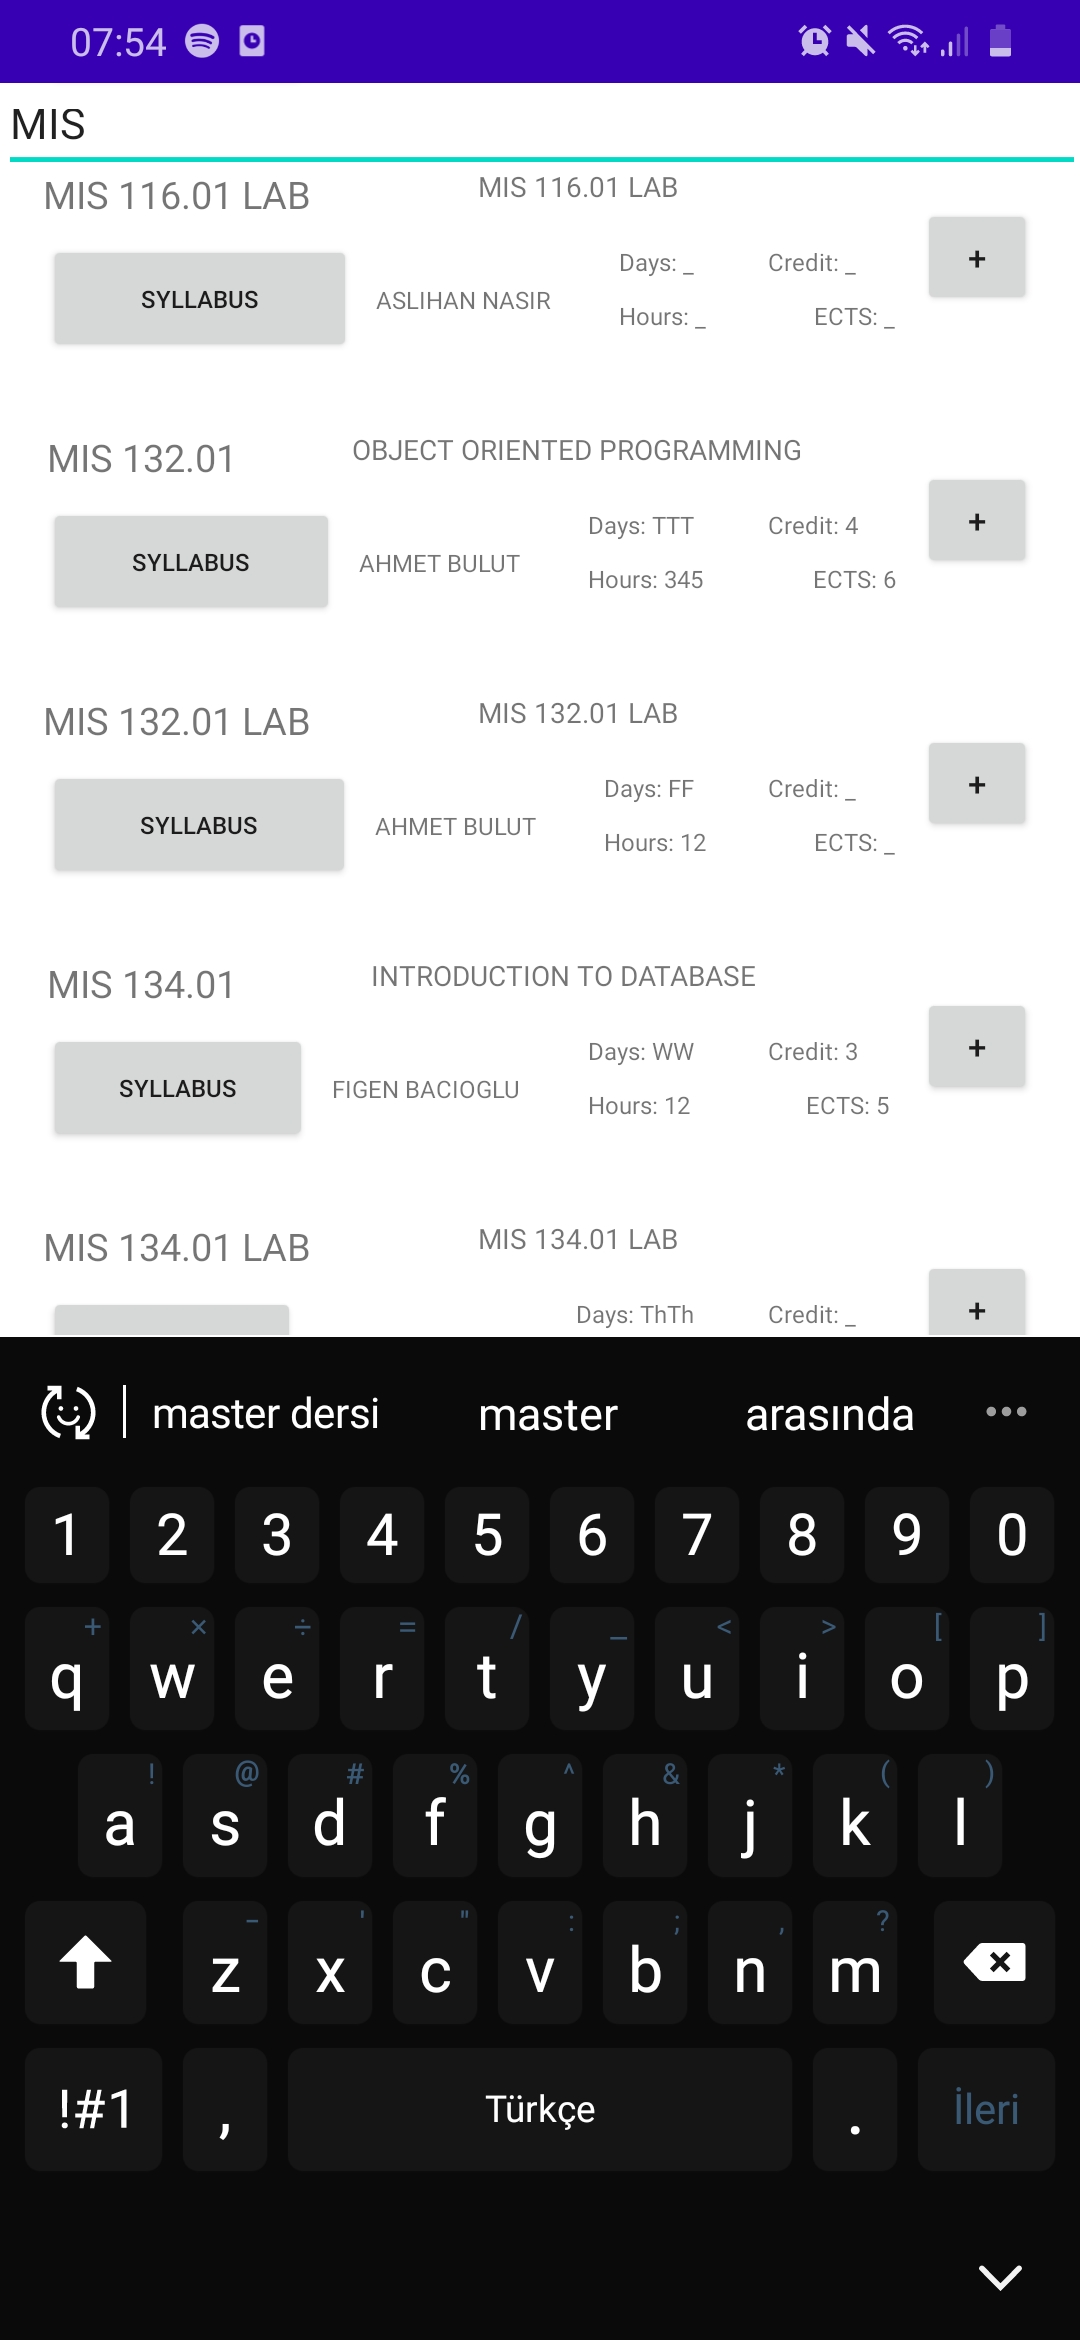 07:54
MIS
MIS 116.01 LAB
MIS 116.01 LAB
SYLLABUS
ASLIHAN NASIR
Days: _
Credit: _
Hours: _
ECTS: _
+
MIS 132.01
OBJECT ORIENTED PROGRAMMING
SYLLABUS
AHMET BULUT
Days: TTT
Credit: 4
Hours: 345
ECTS: 6
+
MIS 132.01 LAB
MIS 132.01 LAB
SYLLABUS
AHMET BULUT
Days: FF
Credit: _
Hours: 12
ECTS: _
+
MIS 134.01
INTRODUCTION TO DATABASE
SYLLABUS
FIGEN BACIOGLU
Days: WW
Credit: 3
Hours: 12
ECTS: 5
+
MIS 134.01 LAB
MIS 134.01 LAB
Days: ThTh
Credit: _
+
master dersi master arasında
1 2 3 4 5 6 7 8 9 0
+ × ÷ = / _ < > [ ]
q w e r t y u i o p
! @ # % ^ & * ( )
a s d f g h j k l
- ' " : ; , ?
z x c v b n m
!#1 , Türkçe . İleri